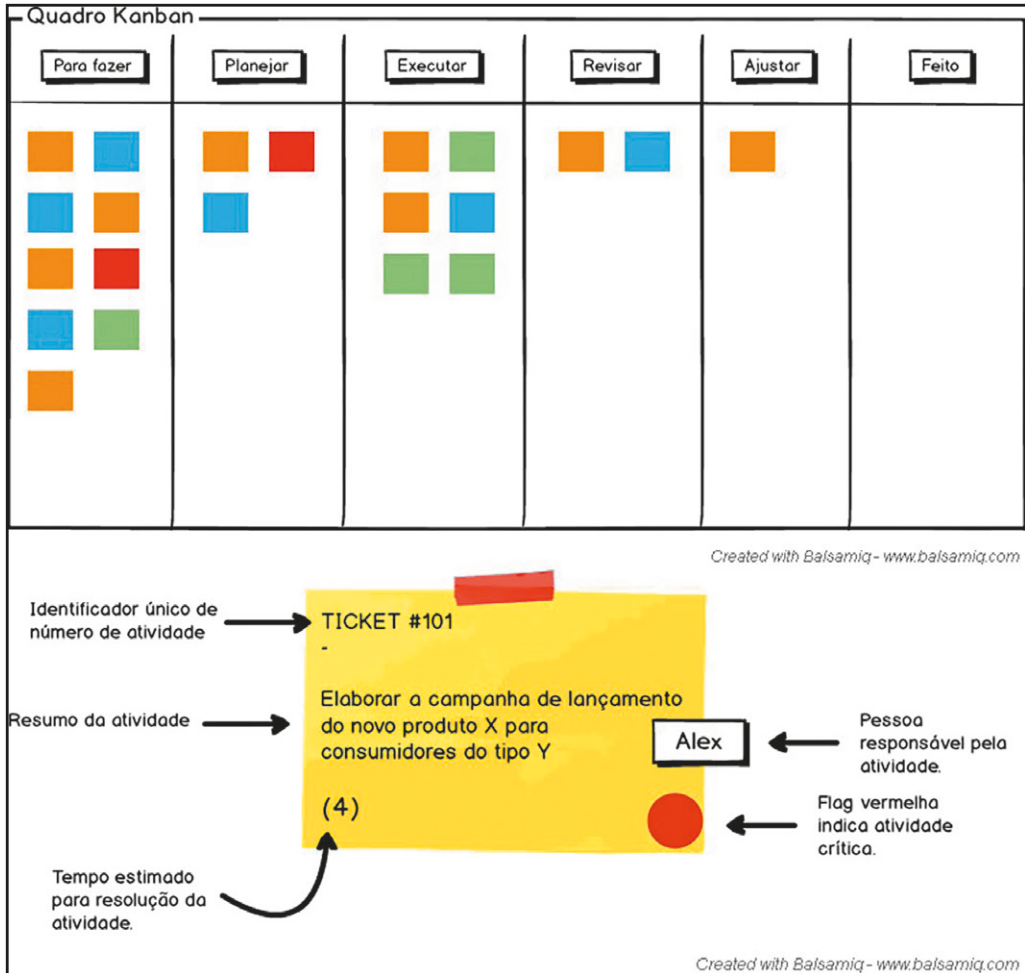 Quadro Kanban
Para fazer
Planejar
Executar
Revisar
Ajustar
Feito
Created with Balsamiq - www.balsamiq.com
Identificador único de
número de atividade
TICKET #101
-
Resumo da atividade
Elaborar a campanha de lançamento
do novo produto X para
consumidores do tipo Y
Alex
Pessoa
responsável pela
atividade.
(4)
Flag vermelha
indica atividade
crítica.
Tempo estimado
para resolução da
atividade.
Created with Balsamiq - www.balsamiq.com